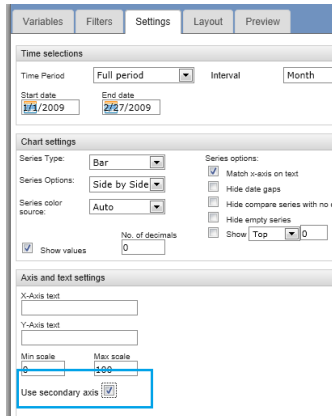 Variables Filters Settings Layout Preview
Time selections
Time Period Full period Interval Month
Start date End date
1/1/2009 2/27/2009
Chart settings
Series Type: Bar Series options:
Match x-axis on text
Series Options: Side by Side Hide date gaps
Hide compare series with no
Series color source: Auto Hide empty series
No. of decimals Show Top 0
Show values 0
Axis and text settings
X-Axis text
Y-Axis text
Min scale Max scale
0 100
Use secondary axis